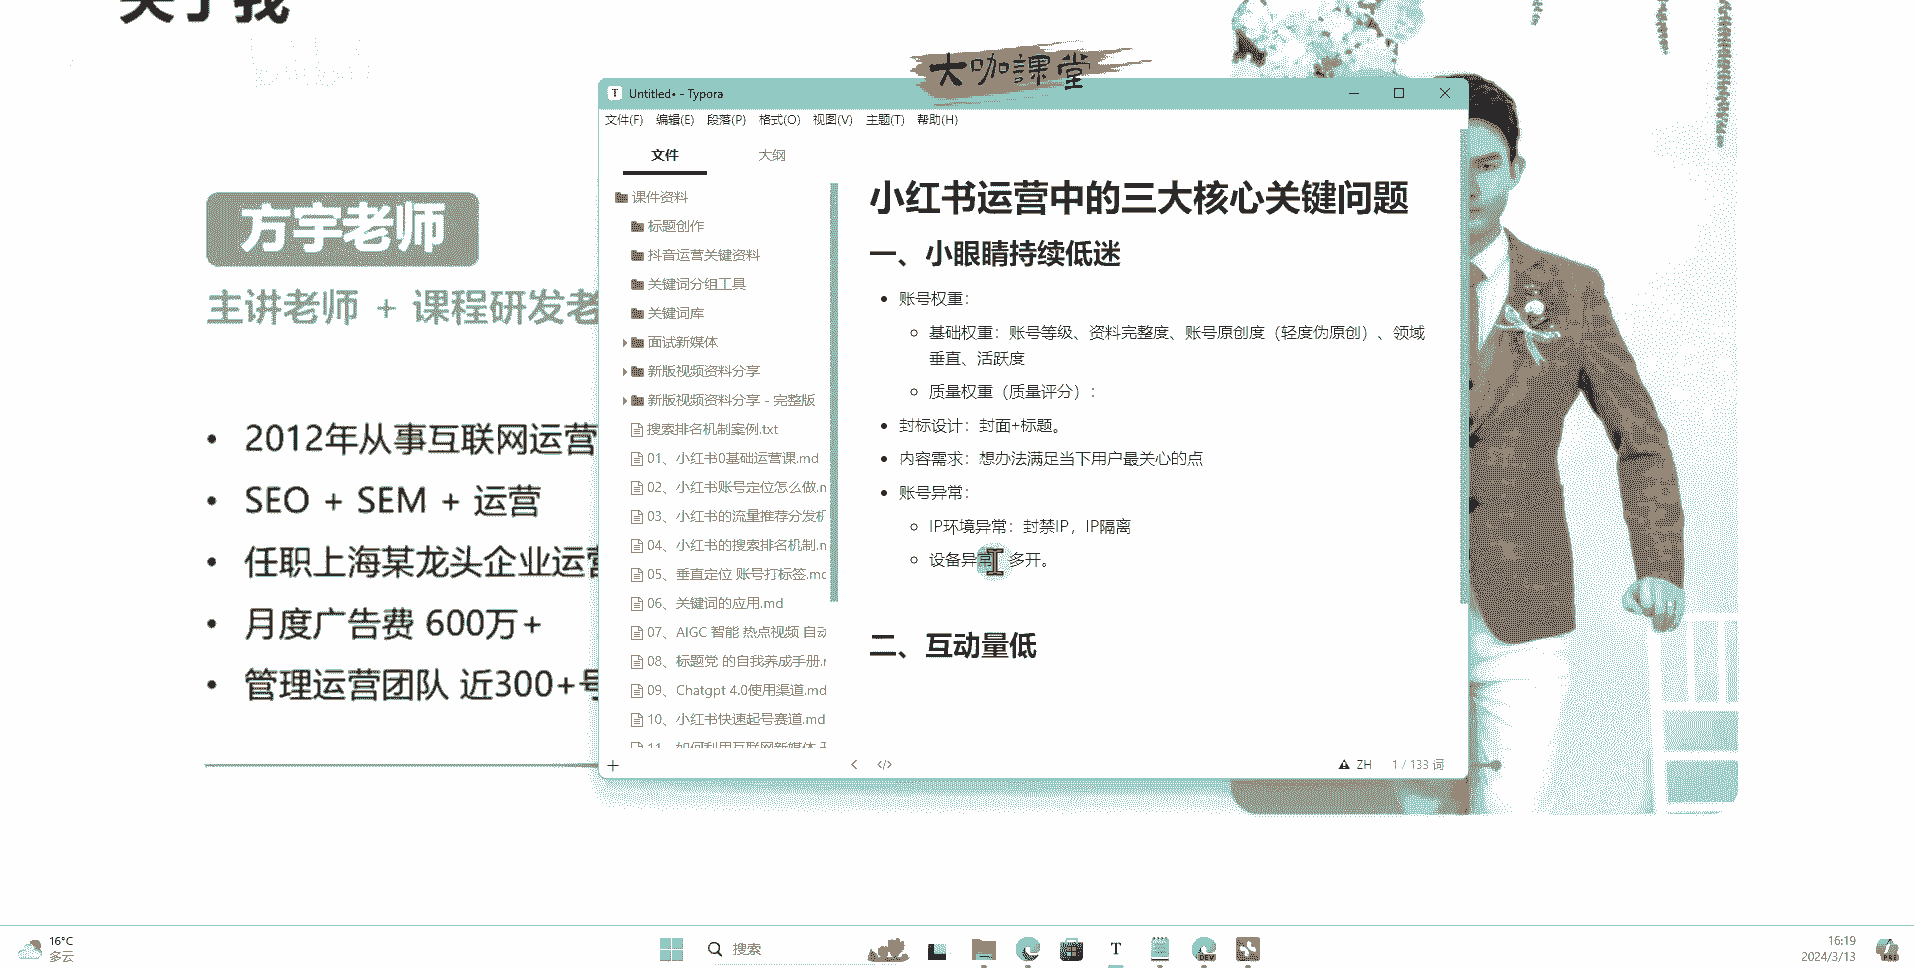 关于我
大咖課堂
方宇老师
主讲老师 + 课程研发老
2012年从事互联网运营
SEO + SEM + 运营
任职上海某龙头企业运营
月度广告费 600万+
管理运营团队 近300+号
T Untitled• - Typora
文件(F) 编辑(E) 段落(P) 格式(O) 视图(V) 主题(T) 帮助(H)
文件 大纲
课件资料
标题创作
抖音运营关键资料
关键词分组工具
关键词库
面试新媒体
新版视频资料分享
新版视频资料分享 - 完整版
搜索排名机制案例.txt
01、小红书0基础运营课.md
02、小红书账号定位怎么做.n
03、小红书的流量推荐分发机
04、小红书的搜索排名机制.n
05、垂直定位 账号打标签.mc
06、关键词的应用.md
07、AIGC 智能 热点视频 自动
08、标题党 的自我养成手册.r
09、Chatgpt 4.0使用渠道.md
10、小红书快速起号赛道.md
11、如何利用互联网新媒体
小红书运营中的三大核心关键问题
一、小眼睛持续低迷
账号权重：
基础权重：账号等级、资料完整度、账号原创度（轻度伪原创）、领域
垂直、活跃度
质量权重（质量评分）：
封标设计：封面+标题。
内容需求：想办法满足当下用户最关心的点
账号异常：
IP环境异常：封禁IP，IP隔离
设备异常 多开。
二、互动量低
ZH 1 / 133 词
16°C
多云
搜索
T
DEV
16:19
2024/3/13
PRE